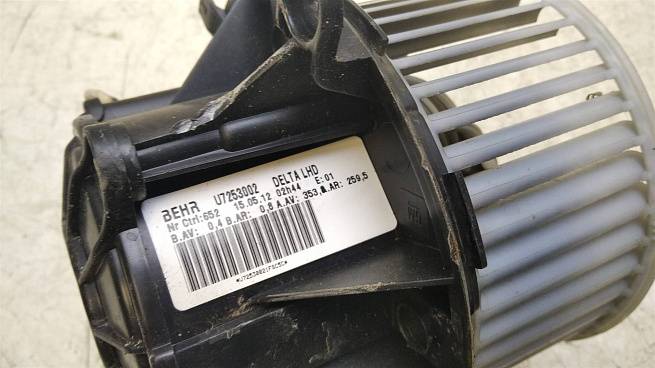 BEHR U7253002 DELTA LHD
Nr Ctrl:652 15.05.12 02h44 E:01
B.AV: 0,4 B.AR: 0,6 A.AV: 353, A.AR: 259,5